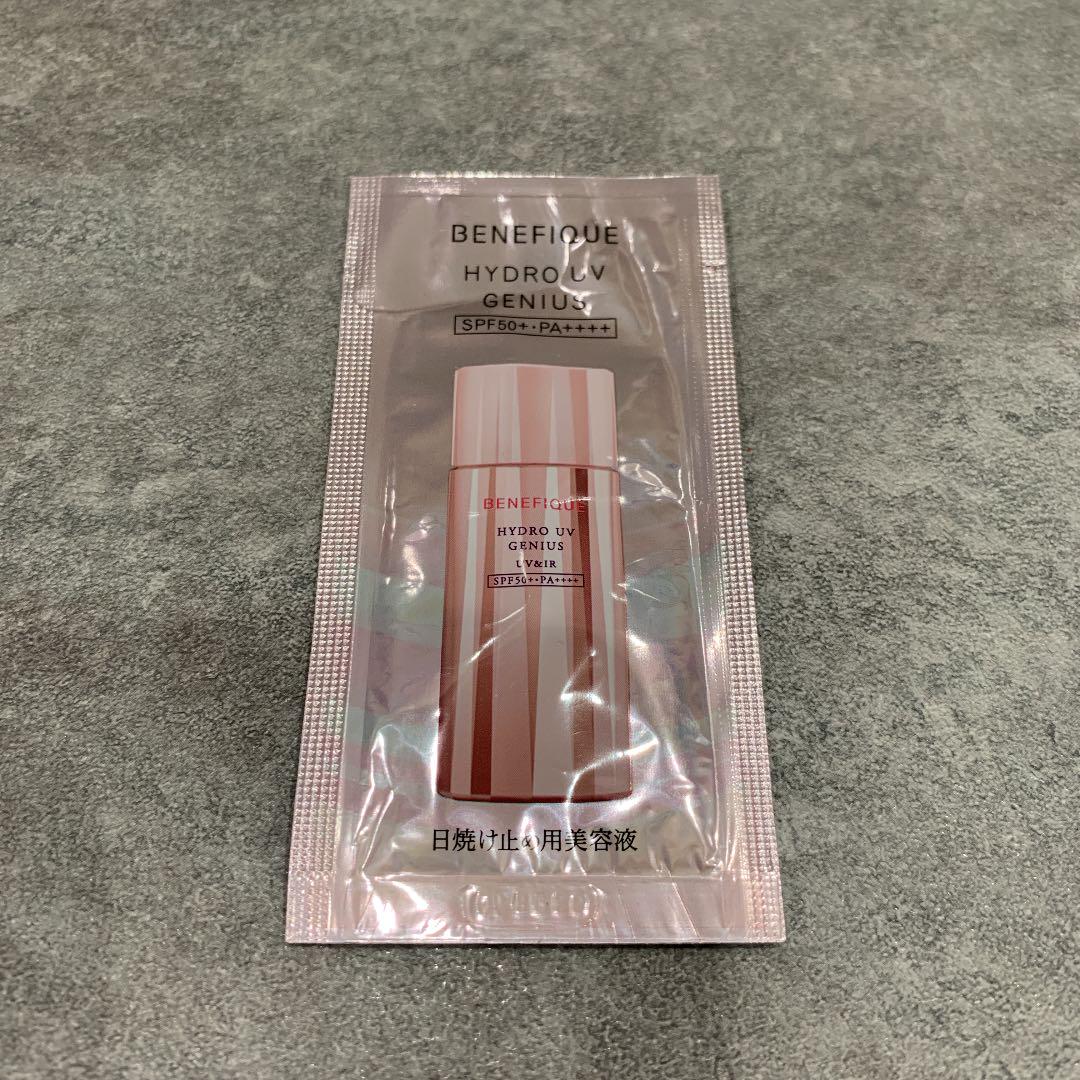 BENEFIQUE
HYDRO UV
GENIUS
SPF50+・PA++++
BENEFIQUE
HYDRO UV
GENIUS
UV&IR
SPF50+・PA++++
日焼け止め用美容液